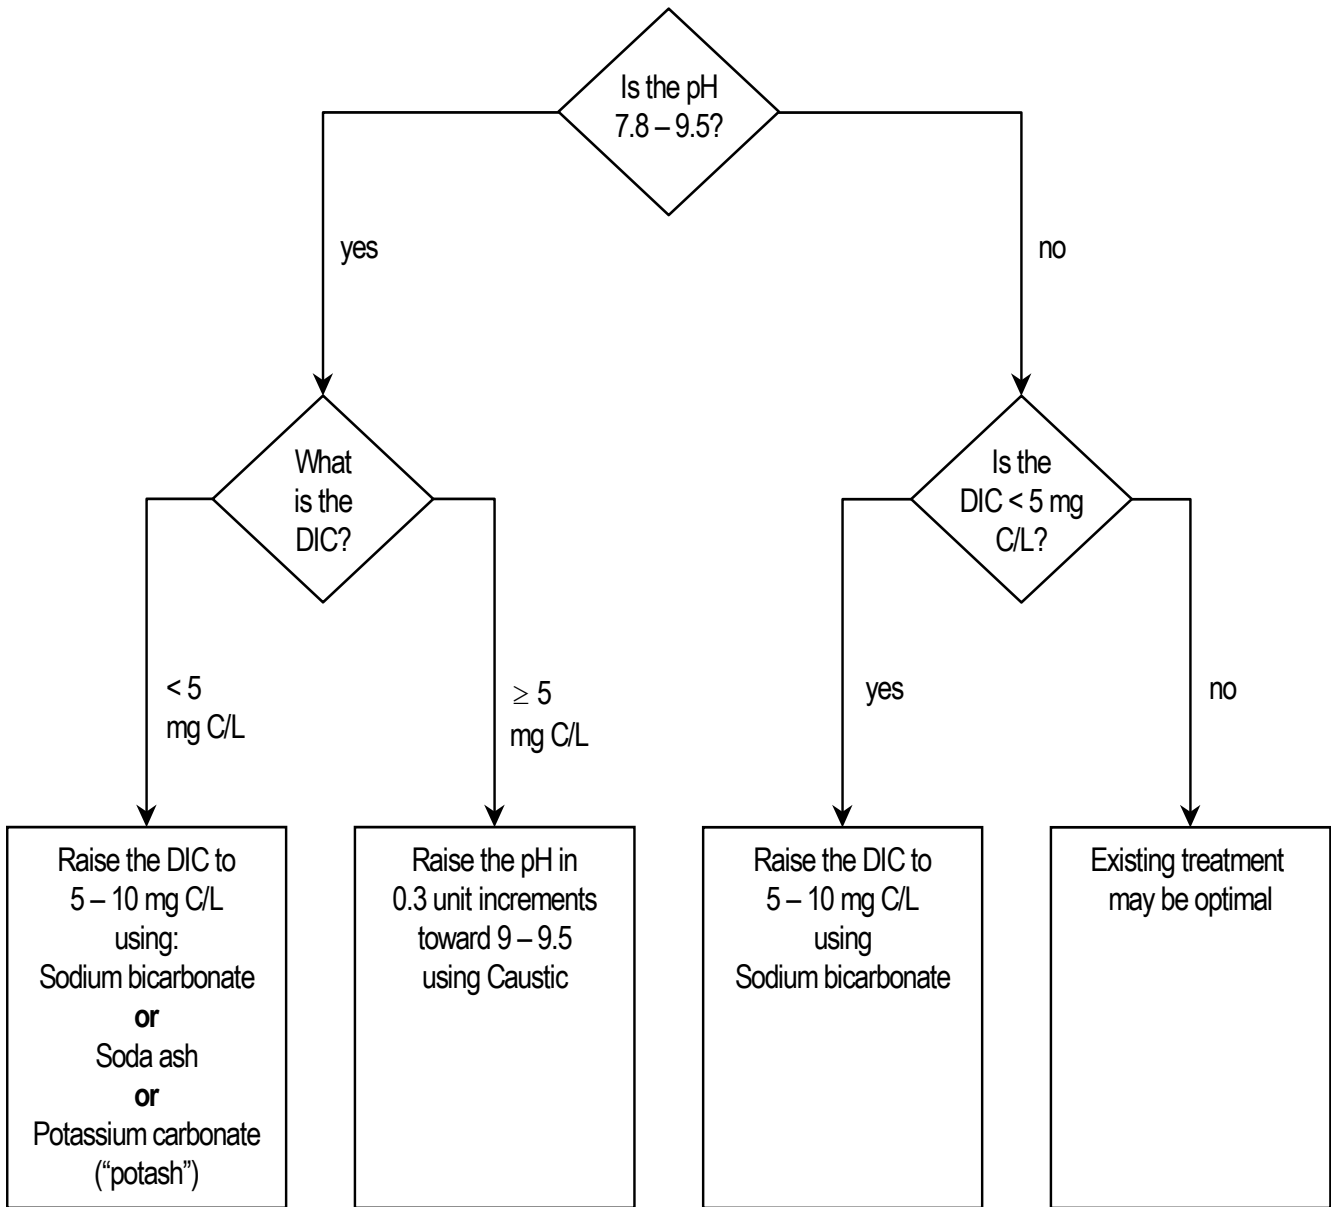 Is the pH
7.8 – 9.5?
yes
no
What
is the
DIC?
Is the
DIC < 5 mg
C/L?
< 5
mg C/L
≥ 5
mg C/L
yes
no
Raise the DIC to
5 – 10 mg C/L
using:
Sodium bicarbonate
or
Soda ash
or
Potassium carbonate
(“potash”)
Raise the pH in
0.3 unit increments
toward 9 – 9.5
using Caustic
Raise the DIC to
5 – 10 mg C/L
using
Sodium bicarbonate
Existing treatment
may be optimal